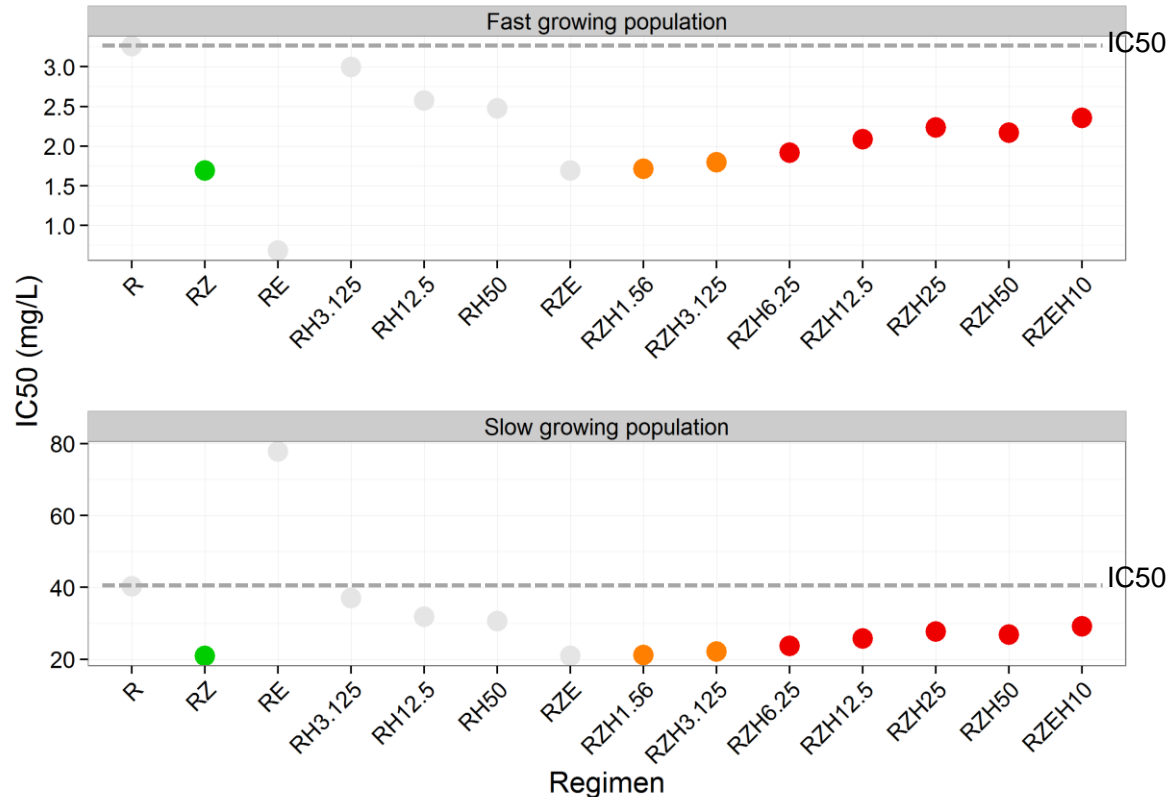 Fast growing population
IC50
3.0
2.5
2.0
1.5
1.0
R
RZ
RE
RH3.125
RH12.5
RH50
RZE
RZH1.56
RZH3.125
RZH6.25
RZH12.5
RZH25
RZH50
RZEH10
IC50 (mg/L)
Slow growing population
80
60
40
20
IC50
R
RZ
RE
RH3.125
RH12.5
RH50
RZE
RZH1.56
RZH3.125
RZH6.25
RZH12.5
RZH25
RZH50
RZEH10
Regimen